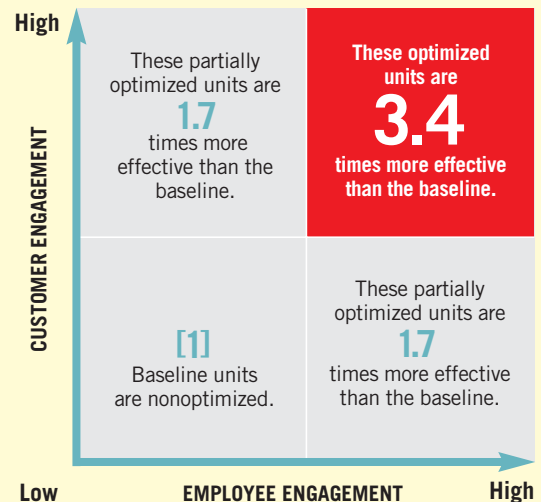 High
These partially
optimized units are
1.7
times more
effective than the
baseline.
These optimized
units are
3.4
times more effective
than the baseline.
CUSTOMER ENGAGEMENT
[1]
Baseline units
are nonoptimized.
These partially
optimized units are
1.7
times more effective
than the baseline.
Low
EMPLOYEE ENGAGEMENT
High